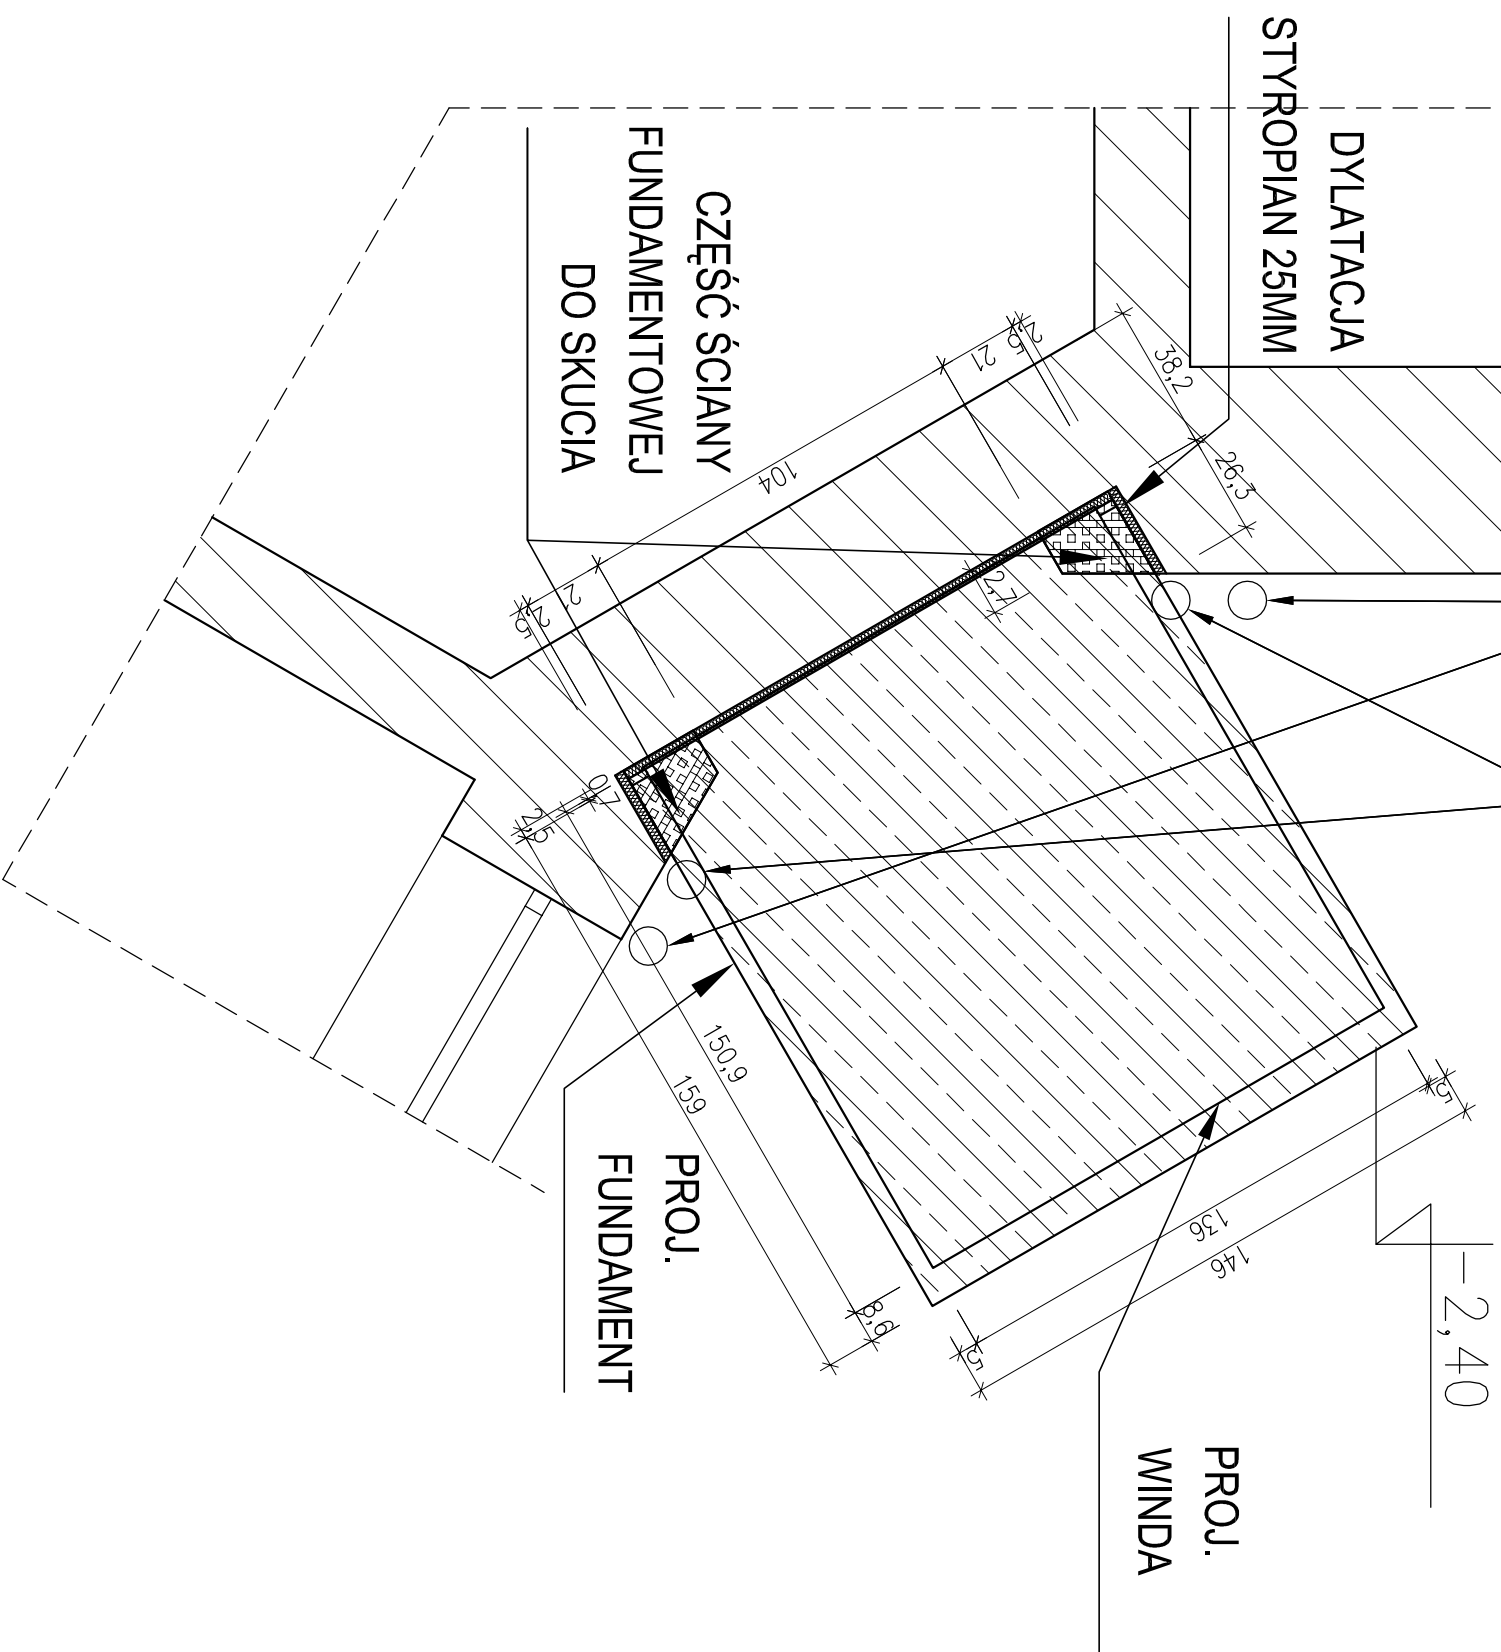 DYLATACJA
STYROPIAN 25MM
CZĘŚĆ ŚCIANY
FUNDAMENTOWEJ
DO SKUCIA
PROJ.
FUNDAMENT
PROJ.
WINDA
-2,40
38,2
26,3
2,5
21
104
21
2,5
2,7
0,7
2,5
150,9
159
8,6
5
136
146
5